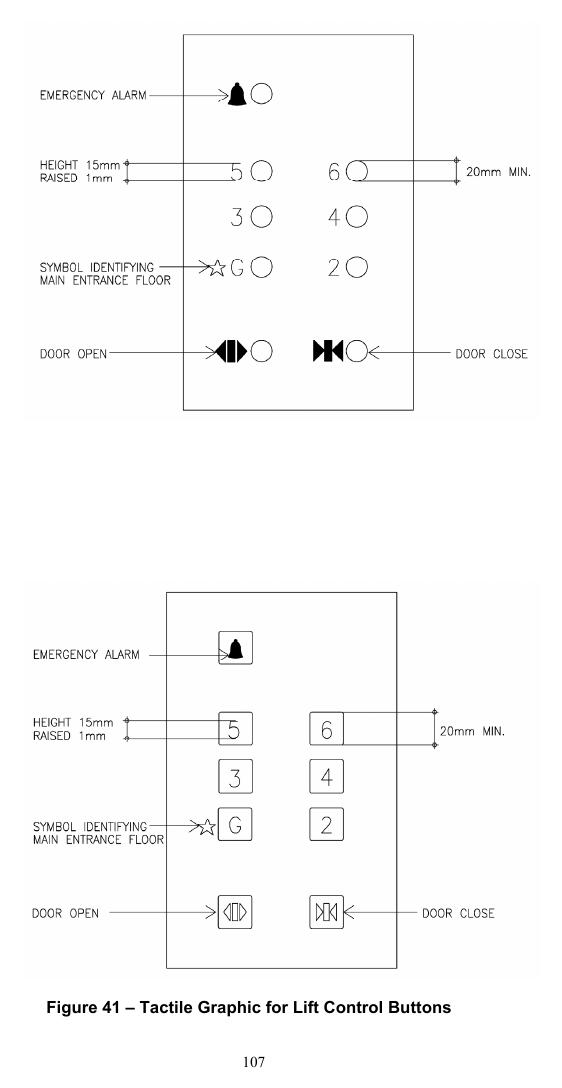 EMERGENCY ALARM
HEIGHT 15mm
RAISED 1mm
5
6
20mm MIN.
3
4
SYMBOL IDENTIFYING
MAIN ENTRANCE FLOOR
G
2
DOOR OPEN
DOOR CLOSE
EMERGENCY ALARM
HEIGHT 15mm
RAISED 1mm
5
6
20mm MIN.
3
4
SYMBOL IDENTIFYING
MAIN ENTRANCE FLOOR
G
2
DOOR OPEN
DOOR CLOSE
Figure 41 – Tactile Graphic for Lift Control Buttons
107